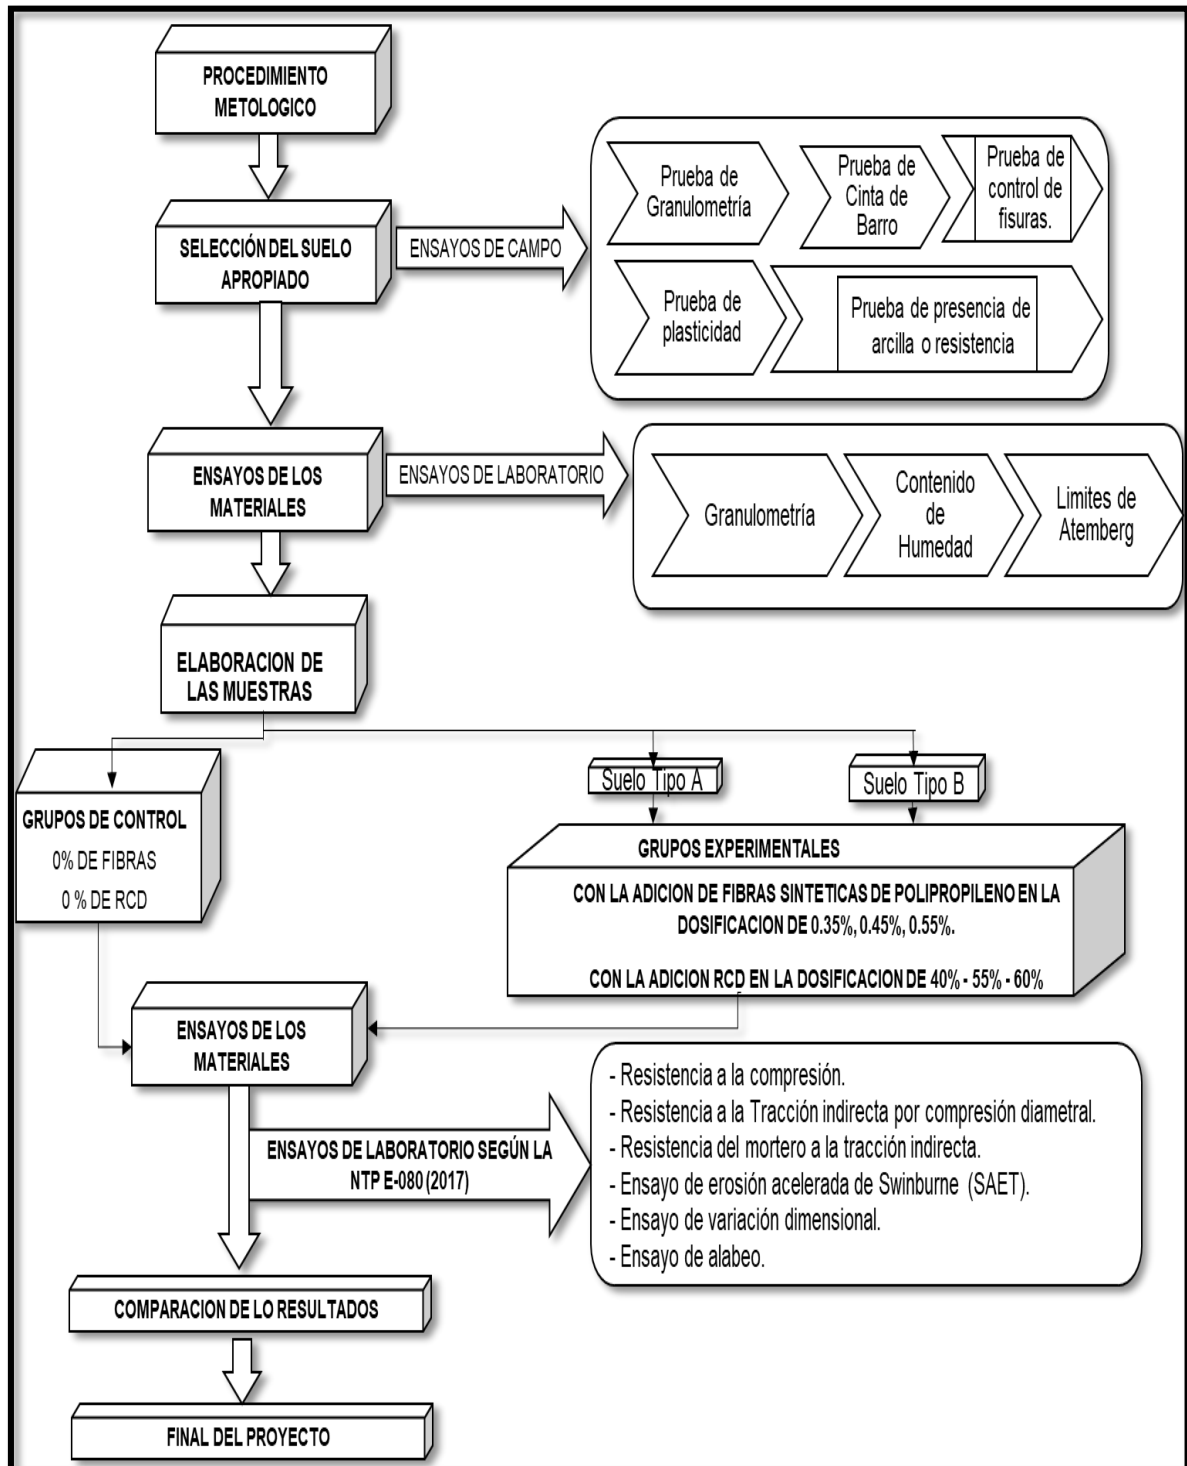 PROCEDIMIENTO
METOLOGICO
SELECCIÓN DEL SUELO
APROPIADO
ENSAYOS DE CAMPO
Prueba de
Granulometría
Prueba de
Cinta de
Barro
Prueba de
control de
fisuras.
Prueba de
plasticidad
Prueba de presencia de
arcilla o resistencia
ENSAYOS DE LOS
MATERIALES
ENSAYOS DE LABORATORIO
Granulometría
Contenido
de
Humedad
Limites de
Atemberg
ELABORACION DE
LAS MUESTRAS
Suelo Tipo A
Suelo Tipo B
GRUPOS DE CONTROL
0% DE FIBRAS
0 % DE RCD
GRUPOS EXPERIMENTALES
CON LA ADICION DE FIBRAS SINTETICAS DE POLIPROPILENO EN LA
DOSIFICACION DE 0.35%, 0.45%, 0.55%.
CON LA ADICION RCD EN LA DOSIFICACION DE 40% - 55% - 60%
ENSAYOS DE LOS
MATERIALES
ENSAYOS DE LABORATORIO SEGÚN LA
NTP E-080 (2017)
- Resistencia a la compresión.
- Resistencia a la Tracción indirecta por compresión diametral.
- Resistencia del mortero a la tracción indirecta.
- Ensayo de erosión acelerada de Swinburne (SAET).
- Ensayo de variación dimensional.
- Ensayo de alabeo.
COMPARACION DE LO RESULTADOS
FINAL DEL PROYECTO